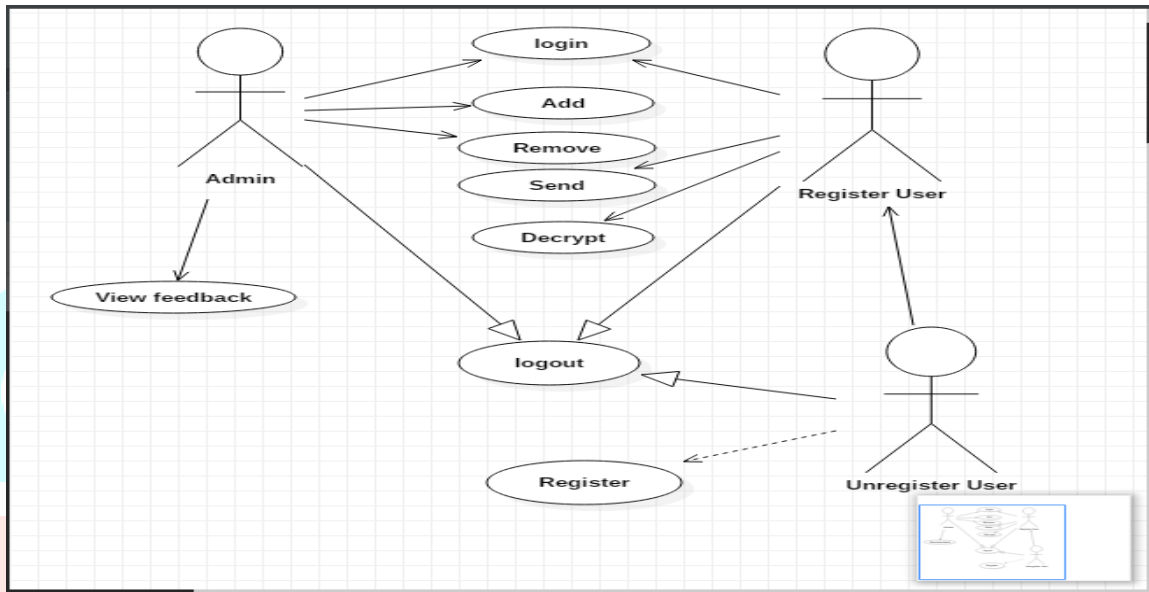 login
Add
Remove
Send
Decrypt
Admin
Register User
View feedback
logout
Register
Unregister User